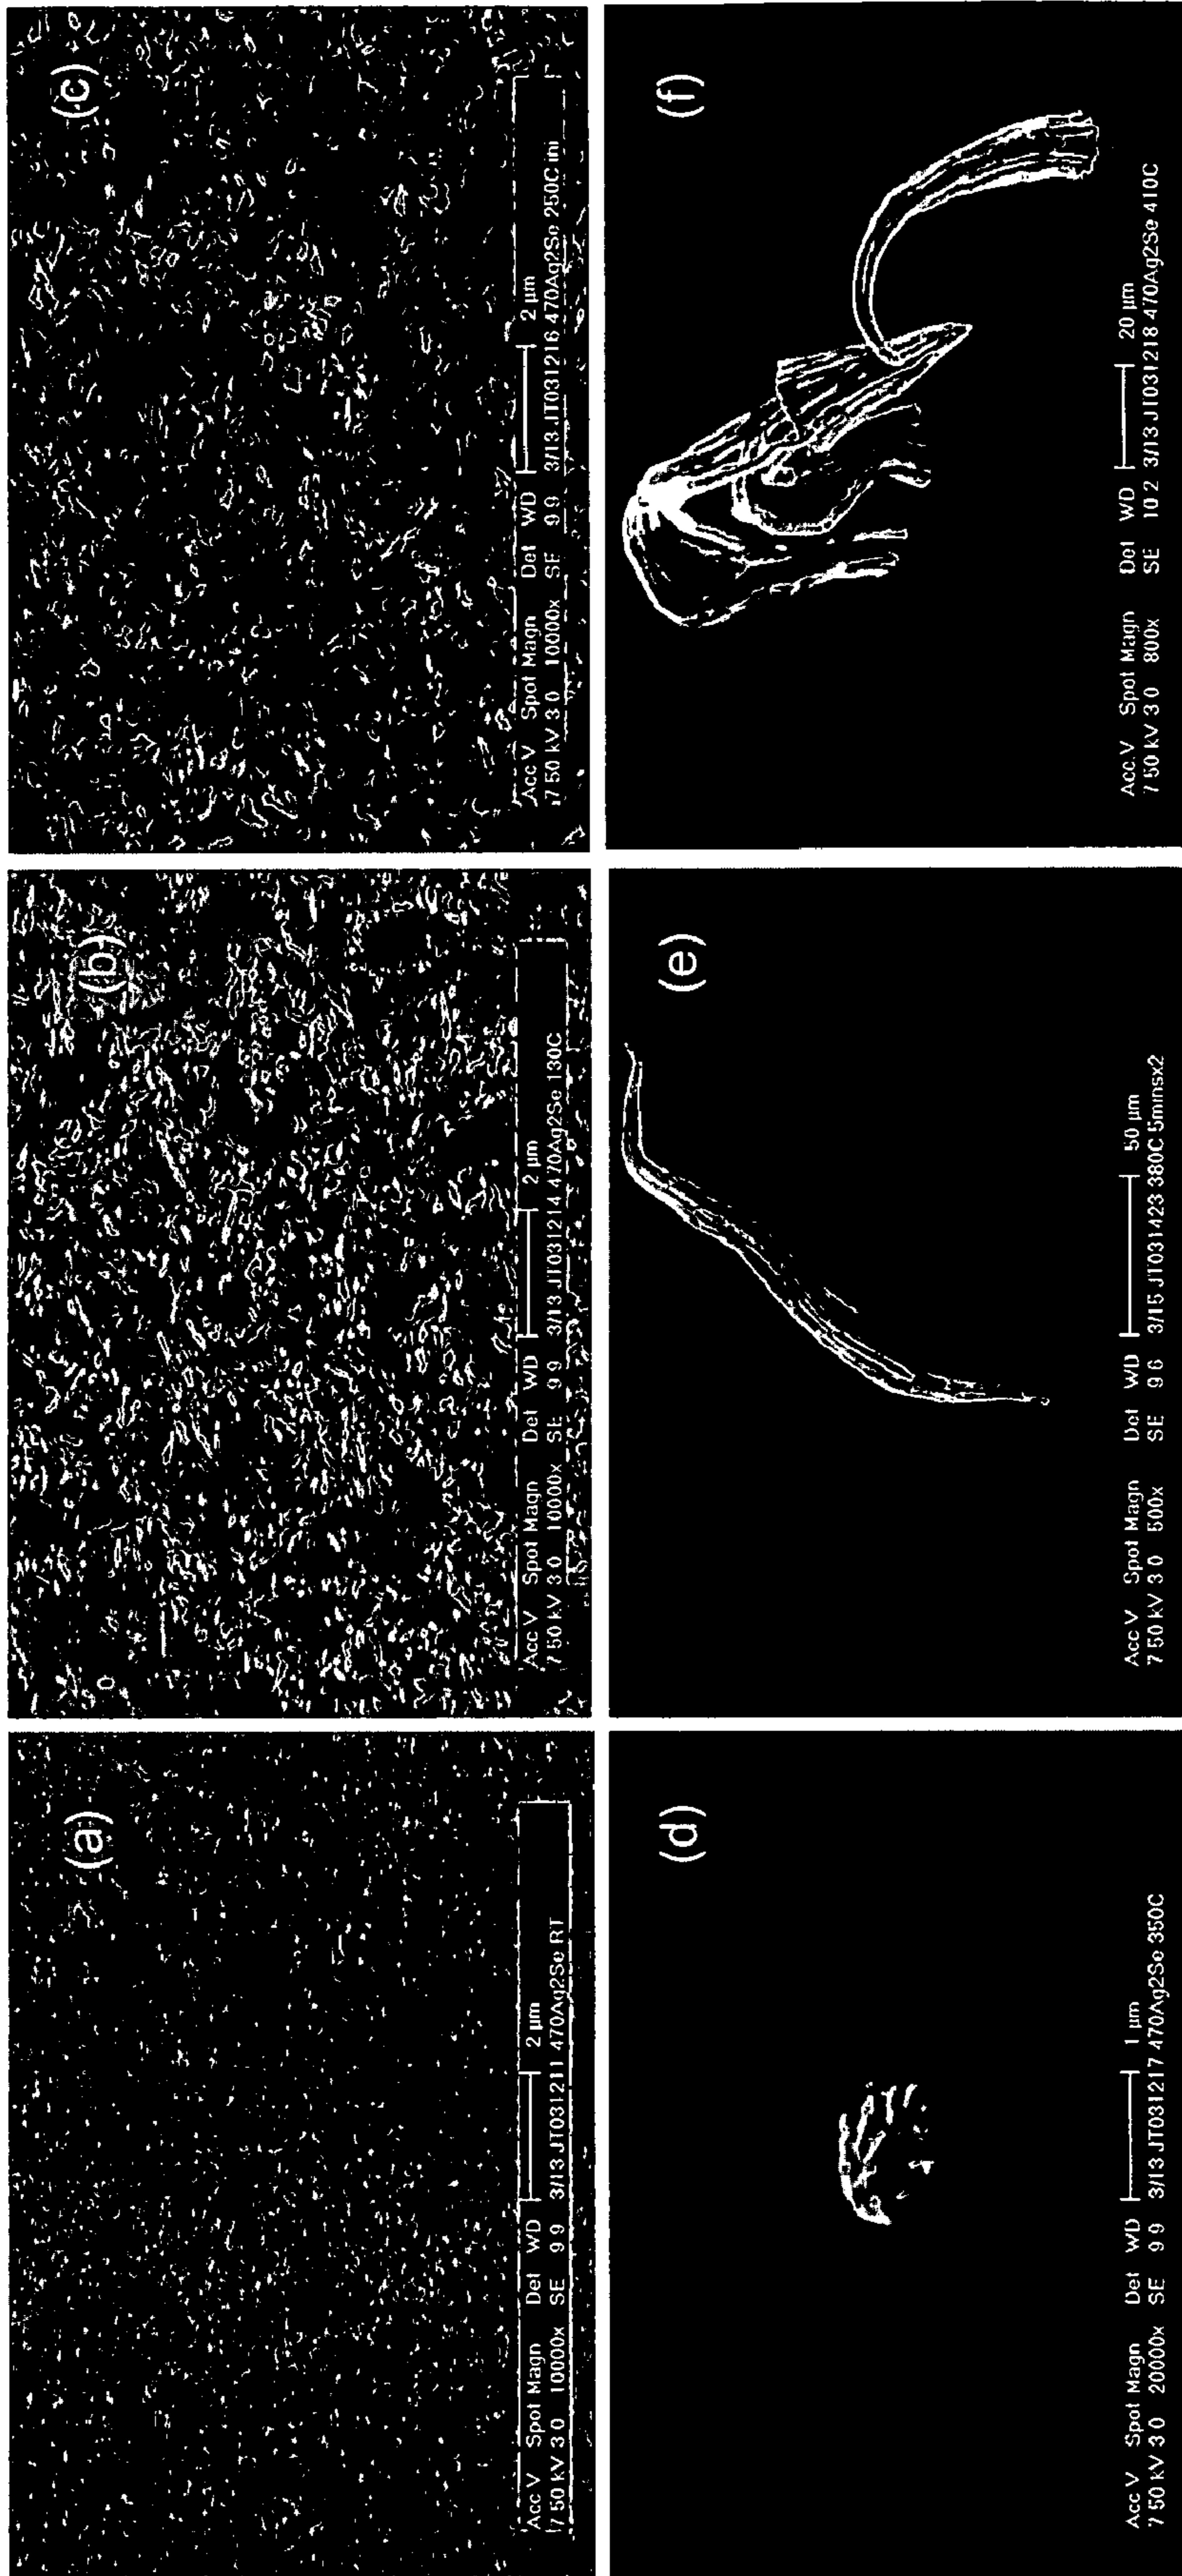 (a)
Acc V Spot Magn Det WD 2 µm
7 50 kV 3 0 10000x SE 9 9 3/13 JT031211 470Ag2Se RT
(b)
Acc V Spot Magn Det WD 2 µm
7 50 kV 3 0 10000x SE 9 9 3/13 JT031214 470Ag2Se 130C
(c)
Acc V Spot Magn Det WD 2 µm
7 50 kV 3 0 10000x SE 9 9 3/13 JT031216 470Ag2Se 250C ini
(d)
Acc V Spot Magn Det WD 1 µm
7 50 kV 3 0 20000x SE 9 9 3/13 JT031217 470Ag2Se 350C
(e)
Acc V Spot Magn Det WD 50 µm
7 50 kV 3 0 500x SE 9 6 3/15 JT031423 380C 5minsx2
(f)
Acc.V Spot Magn Det WD 20 µm
7 50 kV 3 0 800x SE 10 2 3/13 JT031218 470Ag2Se 410C